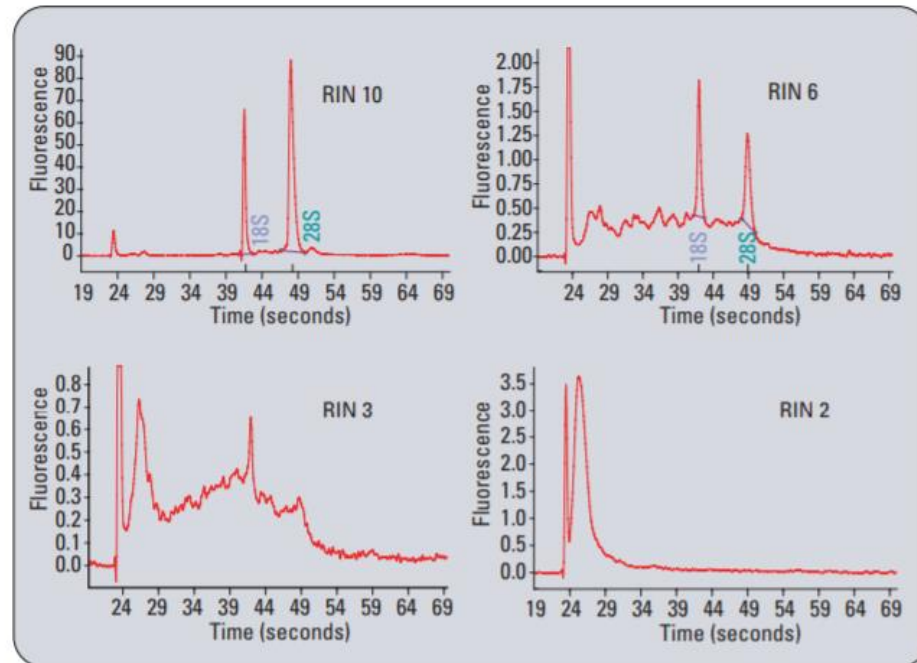 RIN 10
Fluorescence
90
80
70
60
50
40
30
20
10
0
18S
28S
19 24 29 34 39 44 49 54 59 64 69
Time (seconds)
RIN 6
Fluorescence
2.00
1.75
1.50
1.25
1.00
0.75
0.50
0.25
0.00
18S
28S
24 29 34 39 44 49 54 59 64 69
Time (seconds)
RIN 3
Fluorescence
0.8
0.7
0.6
0.5
0.4
0.3
0.2
0.1
0.0
24 29 34 39 44 49 54 59 64 69
Time (seconds)
RIN 2
Fluorescence
3.5
3.0
2.5
2.0
1.5
1.0
0.5
0.0
19 24 29 34 39 44 49 54 59 64 69
Time (seconds)